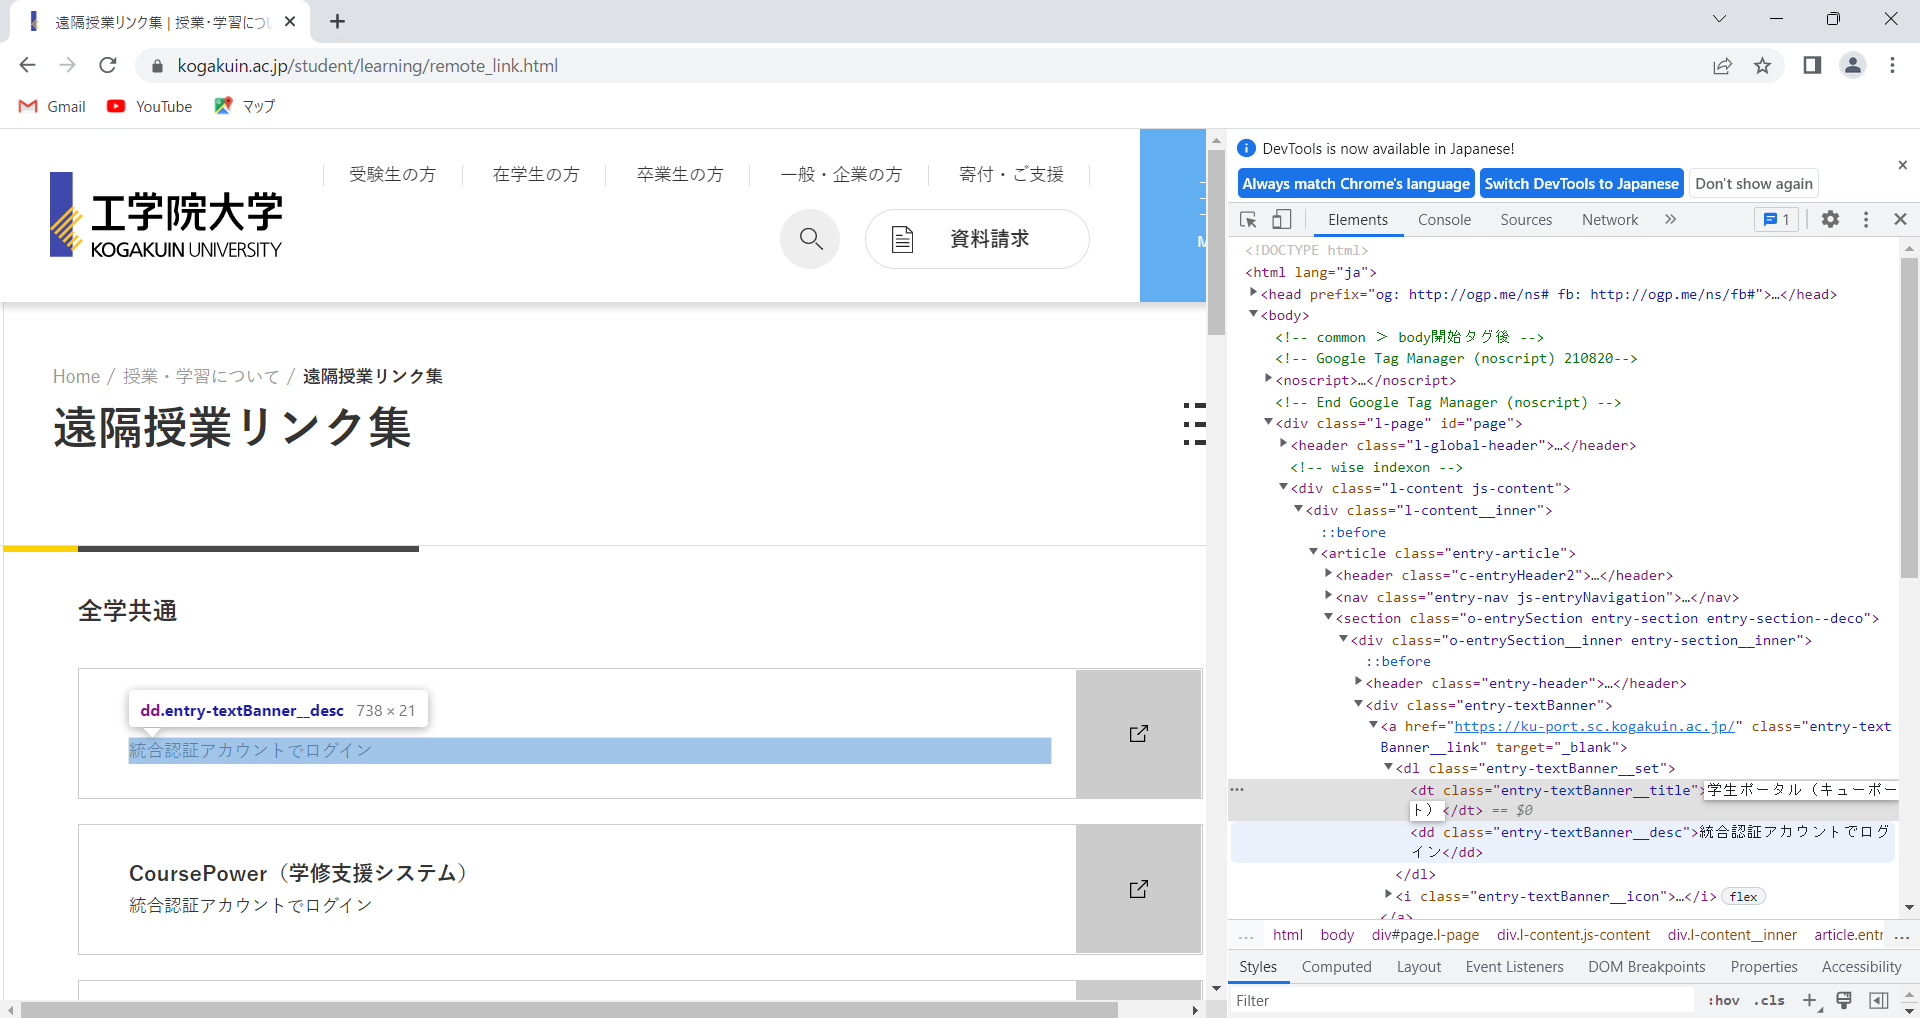 遠隔授業リンク集 | 授業・学習につい
kogakuin.ac.jp/student/learning/remote_link.html
Gmail YouTube マップ
受験生の方 在学生の方 卒業生の方 一般・企業の方 寄付・ご支援
工学院大学
KOGAKUIN UNIVERSITY
資料請求
M
Home / 授業・学習について / 遠隔授業リンク集
遠隔授業リンク集
全学共通
dd.entry-textBanner__desc 738 × 21
統合認証アカウントでログイン
CoursePower（学修支援システム）
統合認証アカウントでログイン
DevTools is now available in Japanese!
Always match Chrome's language Switch DevTools to Japanese Don't show again
Elements Console Sources Network » 1
<!DOCTYPE html>
<html lang="ja">
<head prefix="og: http://ogp.me/ns# fb: http://ogp.me/ns/fb#">…</head>
<body>
<!-- common ＞ body開始タグ後 -->
<!-- Google Tag Manager (noscript) 210820-->
<noscript>…</noscript>
<!-- End Google Tag Manager (noscript) -->
<div class="l-page" id="page">
<header class="l-global-header">…</header>
<!-- wise indexon -->
<div class="l-content js-content">
<div class="l-content__inner">
::before
<article class="entry-article">
<header class="c-entryHeader2">…</header>
<nav class="entry-nav js-entryNavigation">…</nav>
<section class="o-entrySection entry-section entry-section--deco">
<div class="o-entrySection__inner entry-section__inner">
::before
<header class="entry-header">…</header>
<div class="entry-textBanner">
<a href="https://ku-port.sc.kogakuin.ac.jp/" class="entry-text
Banner__link" target="_blank">
<dl class="entry-textBanner__set">
<dt class="entry-textBanner__title">学生ポータル（キューポー
ト）</dt> == $0
<dd class="entry-textBanner__desc">統合認証アカウントでログ
イン</dd>
</dl>
<i class="entry-textBanner__icon">…</i> flex
</a>
... html body div#page.l-page div.l-content.js-content div.l-content__inner article.entr ...
Styles Computed Layout Event Listeners DOM Breakpoints Properties Accessibility
Filter :hov .cls